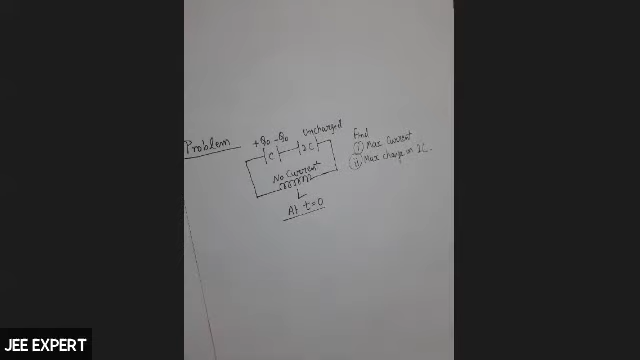 Problem
+Q0 -Q0 Uncharged
C 2C
No Current
L
At t=0
Find
(i) Max Current
(ii) Max charge on 2C.
JEE EXPERT